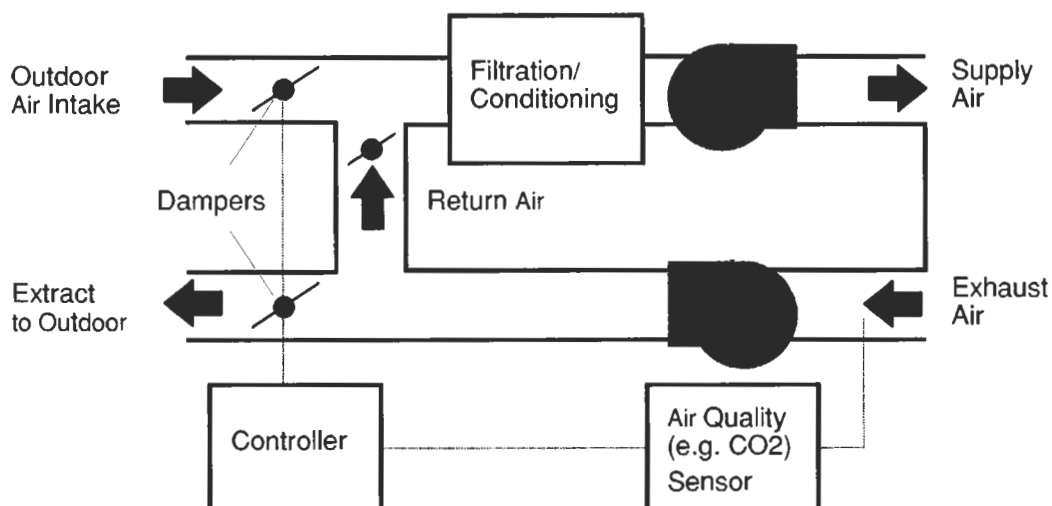 Outdoor
Air Intake
Filtration/
Conditioning
Supply
Air
Dampers
Return Air
Extract
to Outdoor
Exhaust
Air
Controller
Air Quality
(e.g. CO2)
Sensor